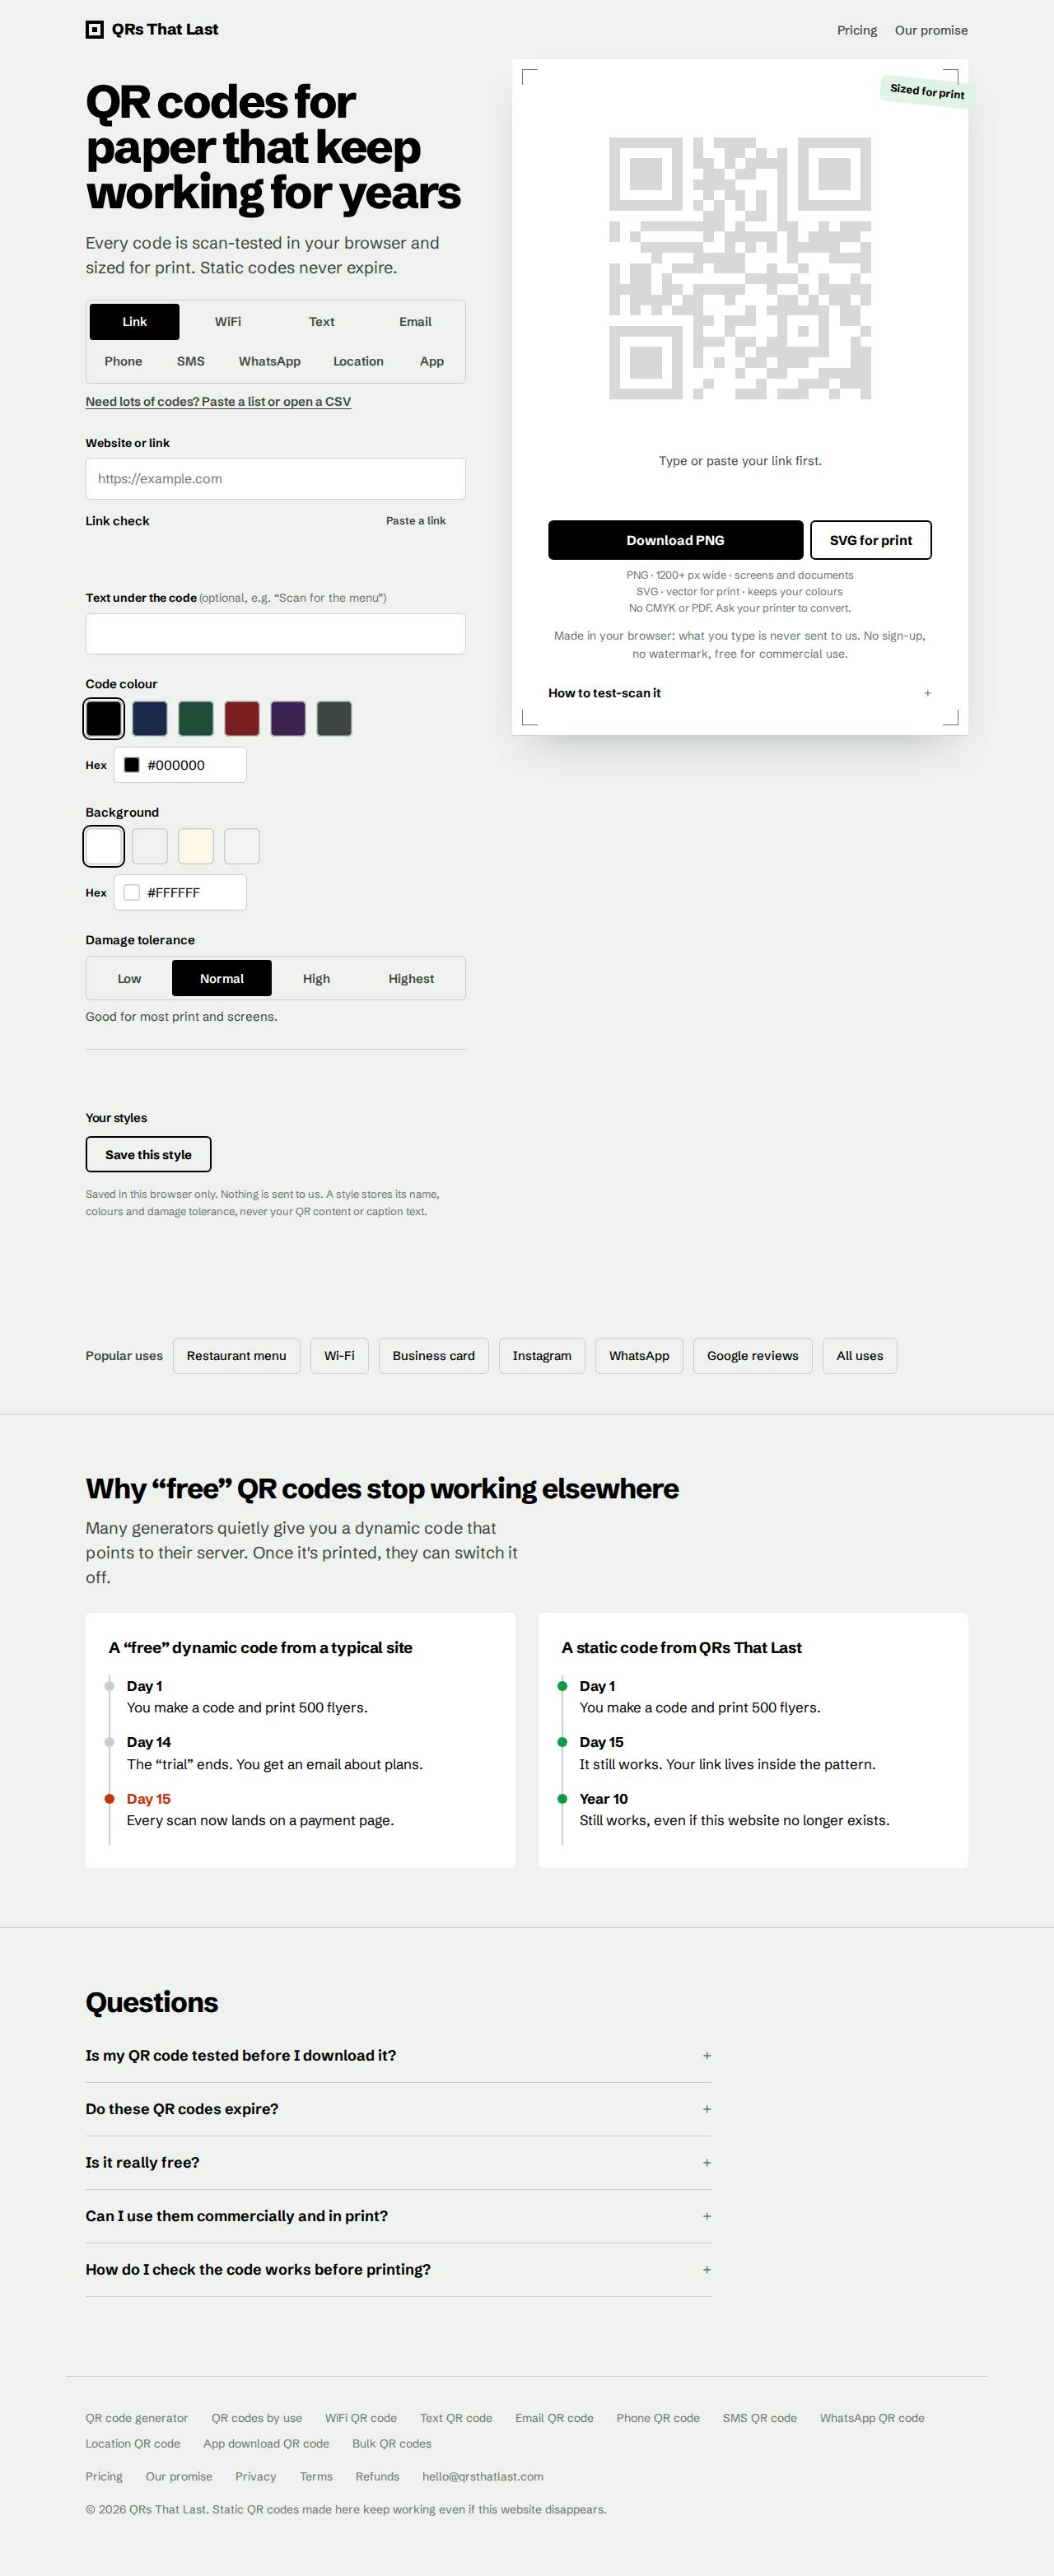 QRs That Last
Pricing
Our promise
QR codes for
paper that keep
working for years
Every code is scan-tested in your browser and
sized for print. Static codes never expire.
Link
WiFi
Text
Email
Phone
SMS
WhatsApp
Location
App
Need lots of codes? Paste a list or open a CSV
Website or link
https://example.com
Link check
Paste a link
Text under the code (optional, e.g. “Scan for the menu”)
Code colour
Hex
#000000
Background
Hex
#FFFFFF
Damage tolerance
Low
Normal
High
Highest
Good for most print and screens.
Your styles
Save this style
Saved in this browser only. Nothing is sent to us. A style stores its name,
colours and damage tolerance, never your QR content or caption text.
Sized for print
Type or paste your link first.
Download PNG
SVG for print
PNG · 1200+ px wide · screens and documents
SVG · vector for print · keeps your colours
No CMYK or PDF. Ask your printer to convert.
Made in your browser: what you type is never sent to us. No sign-up,
no watermark, free for commercial use.
How to test-scan it
+
Popular uses
Restaurant menu
Wi-Fi
Business card
Instagram
WhatsApp
Google reviews
All uses
Why “free” QR codes stop working elsewhere
Many generators quietly give you a dynamic code that
points to their server. Once it's printed, they can switch it
off.
A “free” dynamic code from a typical site
Day 1
You make a code and print 500 flyers.
Day 14
The “trial” ends. You get an email about plans.
Day 15
Every scan now lands on a payment page.
A static code from QRs That Last
Day 1
You make a code and print 500 flyers.
Day 15
It still works. Your link lives inside the pattern.
Year 10
Still works, even if this website no longer exists.
Questions
Is my QR code tested before I download it?
+
Do these QR codes expire?
+
Is it really free?
+
Can I use them commercially and in print?
+
How do I check the code works before printing?
+
QR code generator
QR codes by use
WiFi QR code
Text QR code
Email QR code
Phone QR code
SMS QR code
WhatsApp QR code
Location QR code
App download QR code
Bulk QR codes
Pricing
Our promise
Privacy
Terms
Refunds
hello@qrsthatlast.com
© 2026 QRs That Last. Static QR codes made here keep working even if this website disappears.